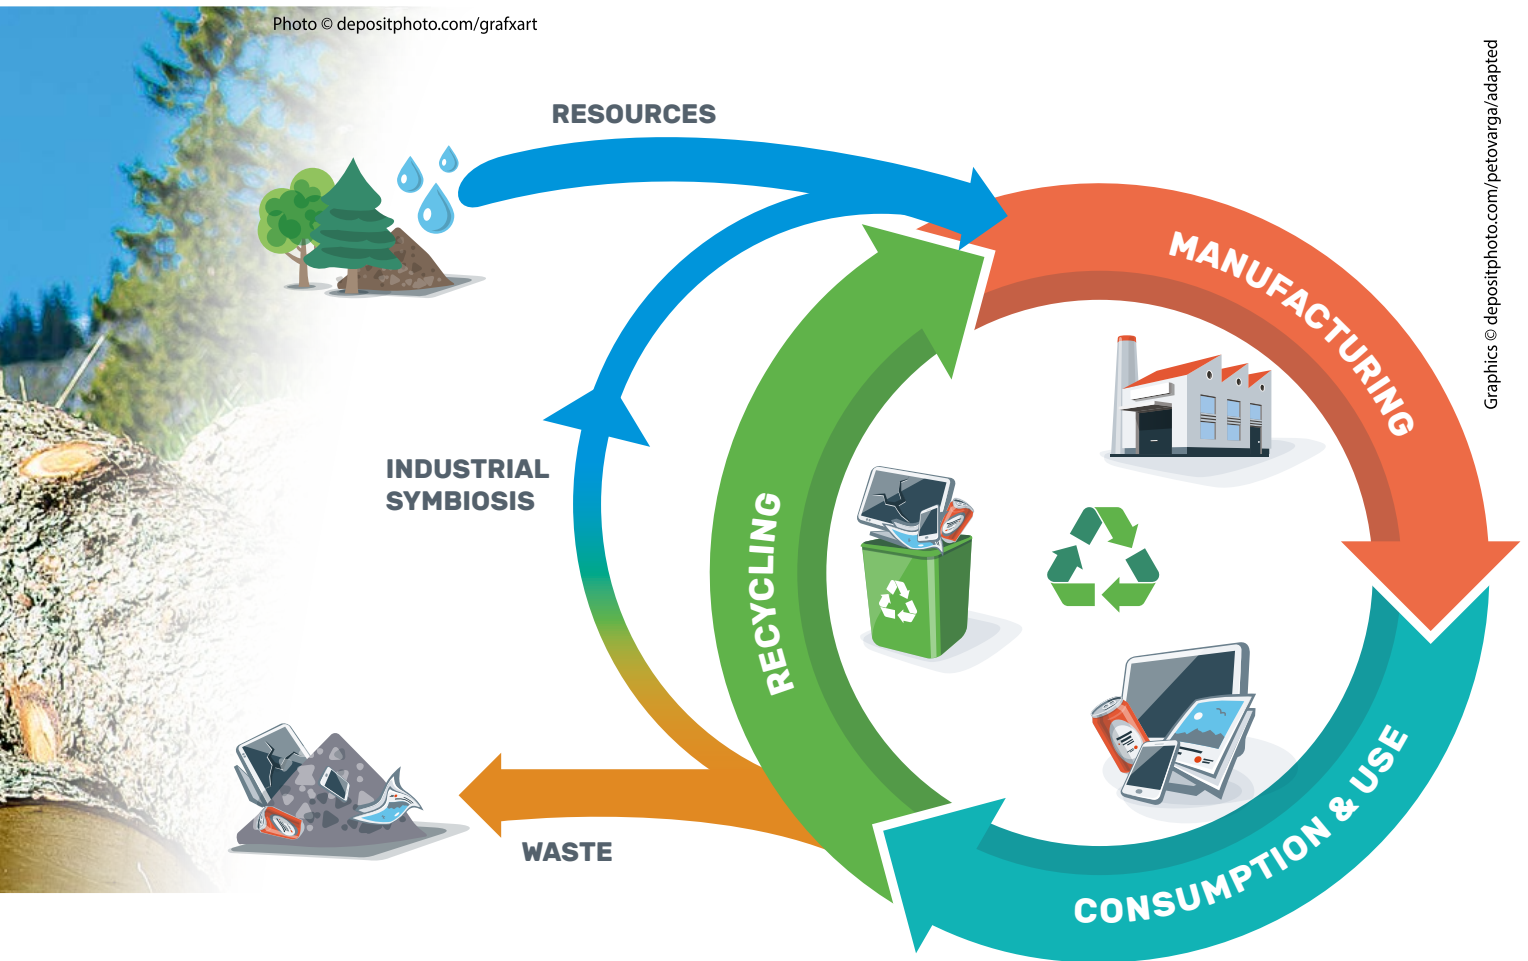 Photo © depositphoto.com/grafxart
RESOURCES
MANUFACTURING
Graphics © depositphoto.com/petovarga/adapted
INDUSTRIAL
SYMBIOSIS
RECYCLING
CONSUMPTION & USE
WASTE